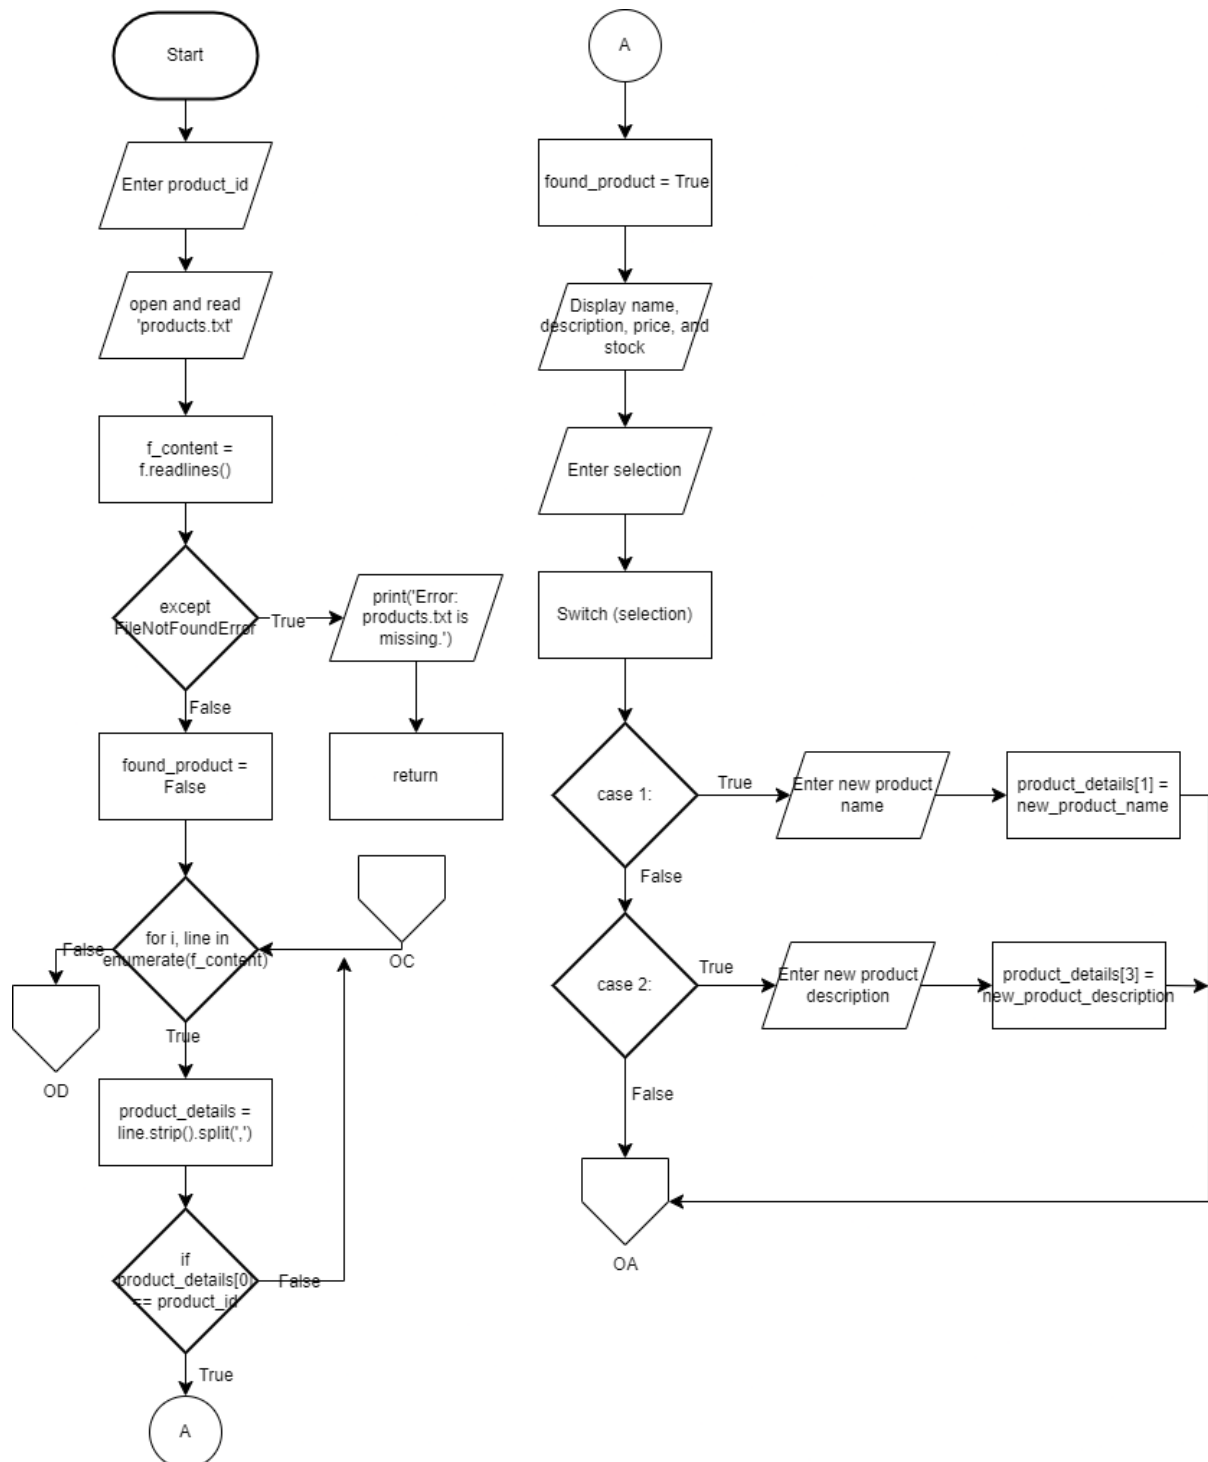 Start
Enter product_id
open and read
'products.txt'
f_content =
f.readlines()
except
FileNotFoundError
True
print('Error:
products.txt is
missing.')
return
False
found_product =
False
for i, line in
enumerate(f_content)
False
OC
OD
True
product_details =
line.strip().split(',')
if
product_details[0]
== product_id
False
True
A
A
found_product = True
Display name,
description, price, and
stock
Enter selection
Switch (selection)
case 1:
True
Enter new product
name
product_details[1] =
new_product_name
False
case 2:
True
Enter new product
description
product_details[3] =
new_product_description
False
OA